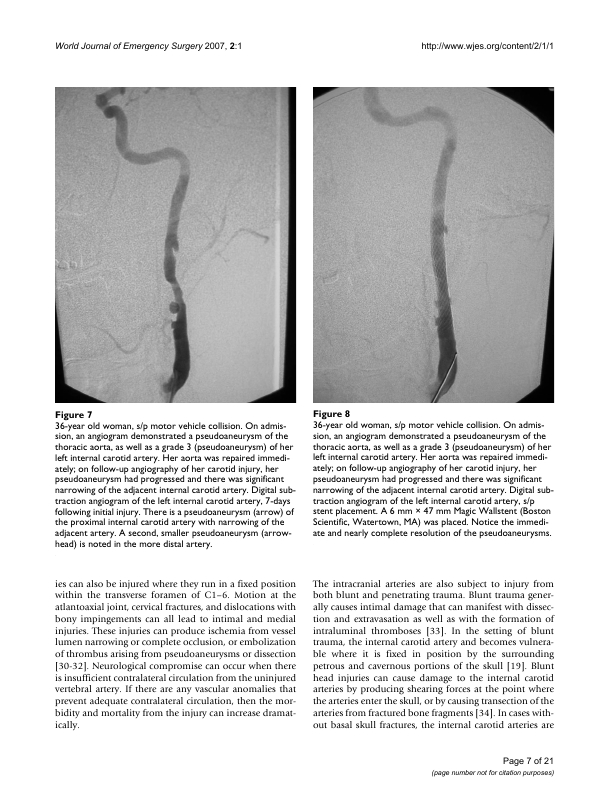 World Journal of Emergency Surgery 2007, 2:1
http://www.wjes.org/content/2/1/1
Figure 7
36-year old woman, s/p motor vehicle collision. On admis-
sion, an angiogram demonstrated a pseudoaneurysm of the
thoracic aorta, as well as a grade 3 (pseudoaneurysm) of her
left internal carotid artery. Her aorta was repaired immedi-
ately; on follow-up angiography of her carotid injury, her
pseudoaneurysm had progressed and there was significant
narrowing of the adjacent internal carotid artery. Digital sub-
traction angiogram of the left internal carotid artery, 7-days
following initial injury. There is a pseudoaneurysm (arrow) of
the proximal internal carotid artery with narrowing of the
adjacent artery. A second, smaller pseudoaneurysm (arrow-
head) is noted in the more distal artery.
Figure 8
36-year old woman, s/p motor vehicle collision. On admis-
sion, an angiogram demonstrated a pseudoaneurysm of the
thoracic aorta, as well as a grade 3 (pseudoaneurysm) of her
left internal carotid artery. Her aorta was repaired immedi-
ately; on follow-up angiography of her carotid injury, her
pseudoaneurysm had progressed and there was significant
narrowing of the adjacent internal carotid artery. Digital sub-
traction angiogram of the left internal carotid artery, s/p
stent placement. A 6 mm × 47 mm Magic Wallstent (Boston
Scientific, Watertown, MA) was placed. Notice the immedi-
ate and nearly complete resolution of the pseudoaneurysms.
ies can also be injured where they run in a fixed position
within the transverse foramen of C1–6. Motion at the
atlantoaxial joint, cervical fractures, and dislocations with
bony impingements can all lead to intimal and medial
injuries. These injuries can produce ischemia from vessel
lumen narrowing or complete occlusion, or embolization
of thrombus arising from pseudoaneurysms or dissection
[30-32]. Neurological compromise can occur when there
is insufficient contralateral circulation from the uninjured
vertebral artery. If there are any vascular anomalies that
prevent adequate contralateral circulation, then the mor-
bidity and mortality from the injury can increase dramat-
ically.
The intracranial arteries are also subject to injury from
both blunt and penetrating trauma. Blunt trauma gener-
ally causes intimal damage that can manifest with dissec-
tion and extravasation as well as with the formation of
intraluminal thromboses [33]. In the setting of blunt
trauma, the internal carotid artery and becomes vulnera-
ble where it is fixed in position by the surrounding
petrous and cavernous portions of the skull [19]. Blunt
head injuries can cause damage to the internal carotid
arteries by producing shearing forces at the point where
the arteries enter the skull, or by causing transection of the
arteries from fractured bone fragments [34]. In cases with-
out basal skull fractures, the internal carotid arteries are
Page 7 of 21
(page number not for citation purposes)